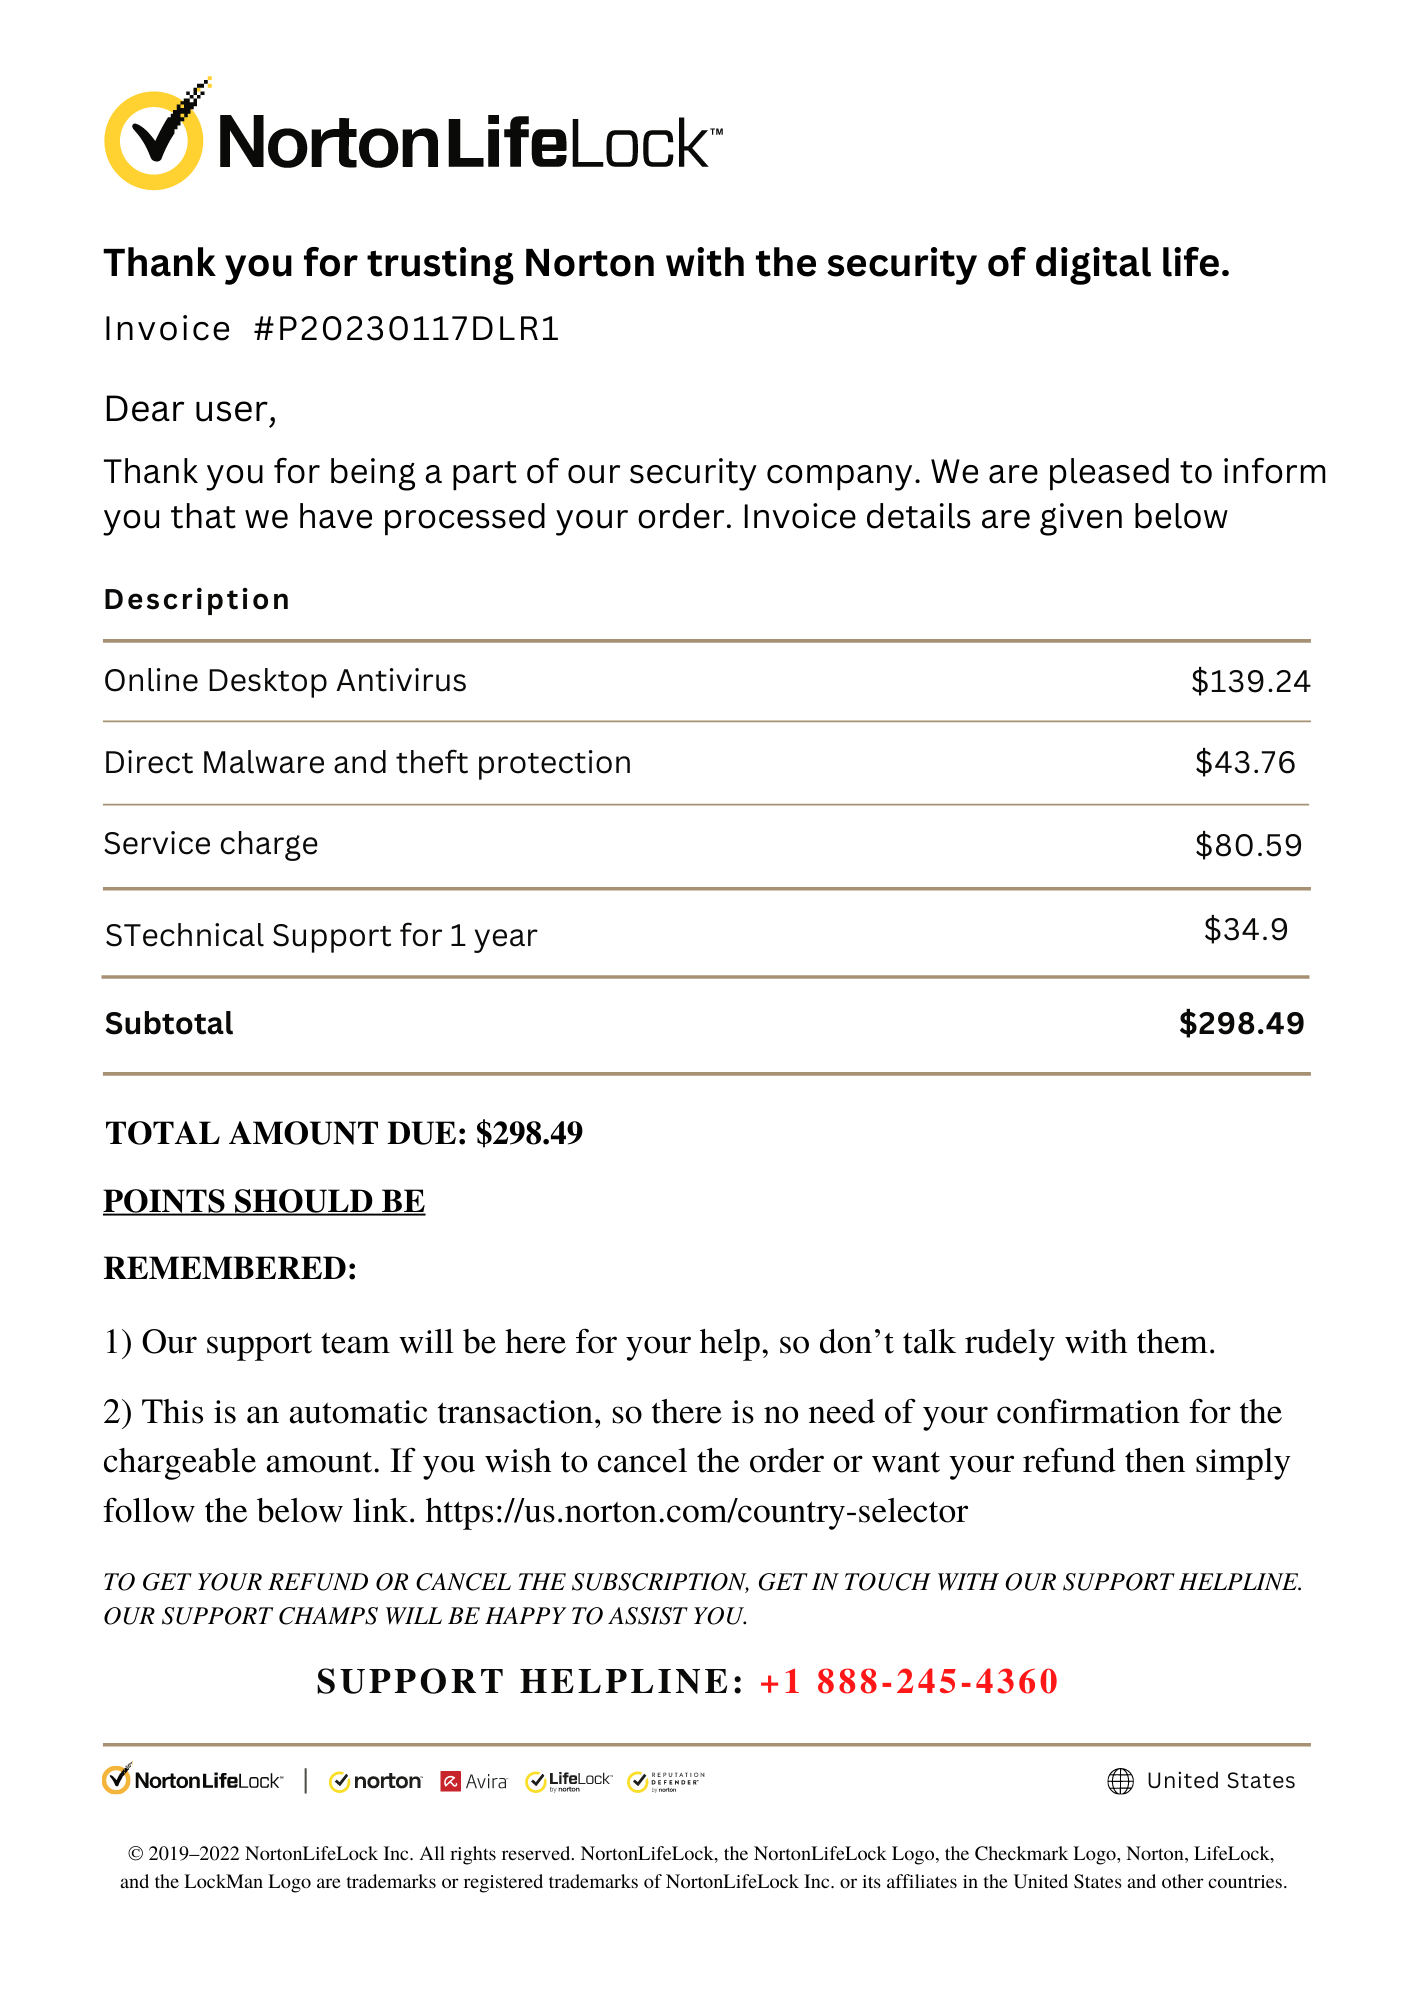 NortonLifeLock™
Thank you for trusting Norton with the security of digital life.
Invoice #P20230117DLR1
Dear user,
Thank you for being a part of our security company. We are pleased to inform
you that we have processed your order. Invoice details are given below
Description
Online Desktop Antivirus $139.24
Direct Malware and theft protection $43.76
Service charge $80.59
STechnical Support for 1 year $34.9
Subtotal $298.49
TOTAL AMOUNT DUE: $298.49
POINTS SHOULD BE
REMEMBERED:
1) Our support team will be here for your help, so don’t talk rudely with them.
2) This is an automatic transaction, so there is no need of your confirmation for the
chargeable amount. If you wish to cancel the order or want your refund then simply
follow the below link. https://us.norton.com/country-selector
TO GET YOUR REFUND OR CANCEL THE SUBSCRIPTION, GET IN TOUCH WITH OUR SUPPORT HELPLINE.
OUR SUPPORT CHAMPS WILL BE HAPPY TO ASSIST YOU.
SUPPORT HELPLINE: +1 888-245-4360
NortonLifeLock | norton Avira LifeLock by norton REPUTATION DEFENDER by norton United States
© 2019–2022 NortonLifeLock Inc. All rights reserved. NortonLifeLock, the NortonLifeLock Logo, the Checkmark Logo, Norton, LifeLock,
and the LockMan Logo are trademarks or registered trademarks of NortonLifeLock Inc. or its affiliates in the United States and other countries.